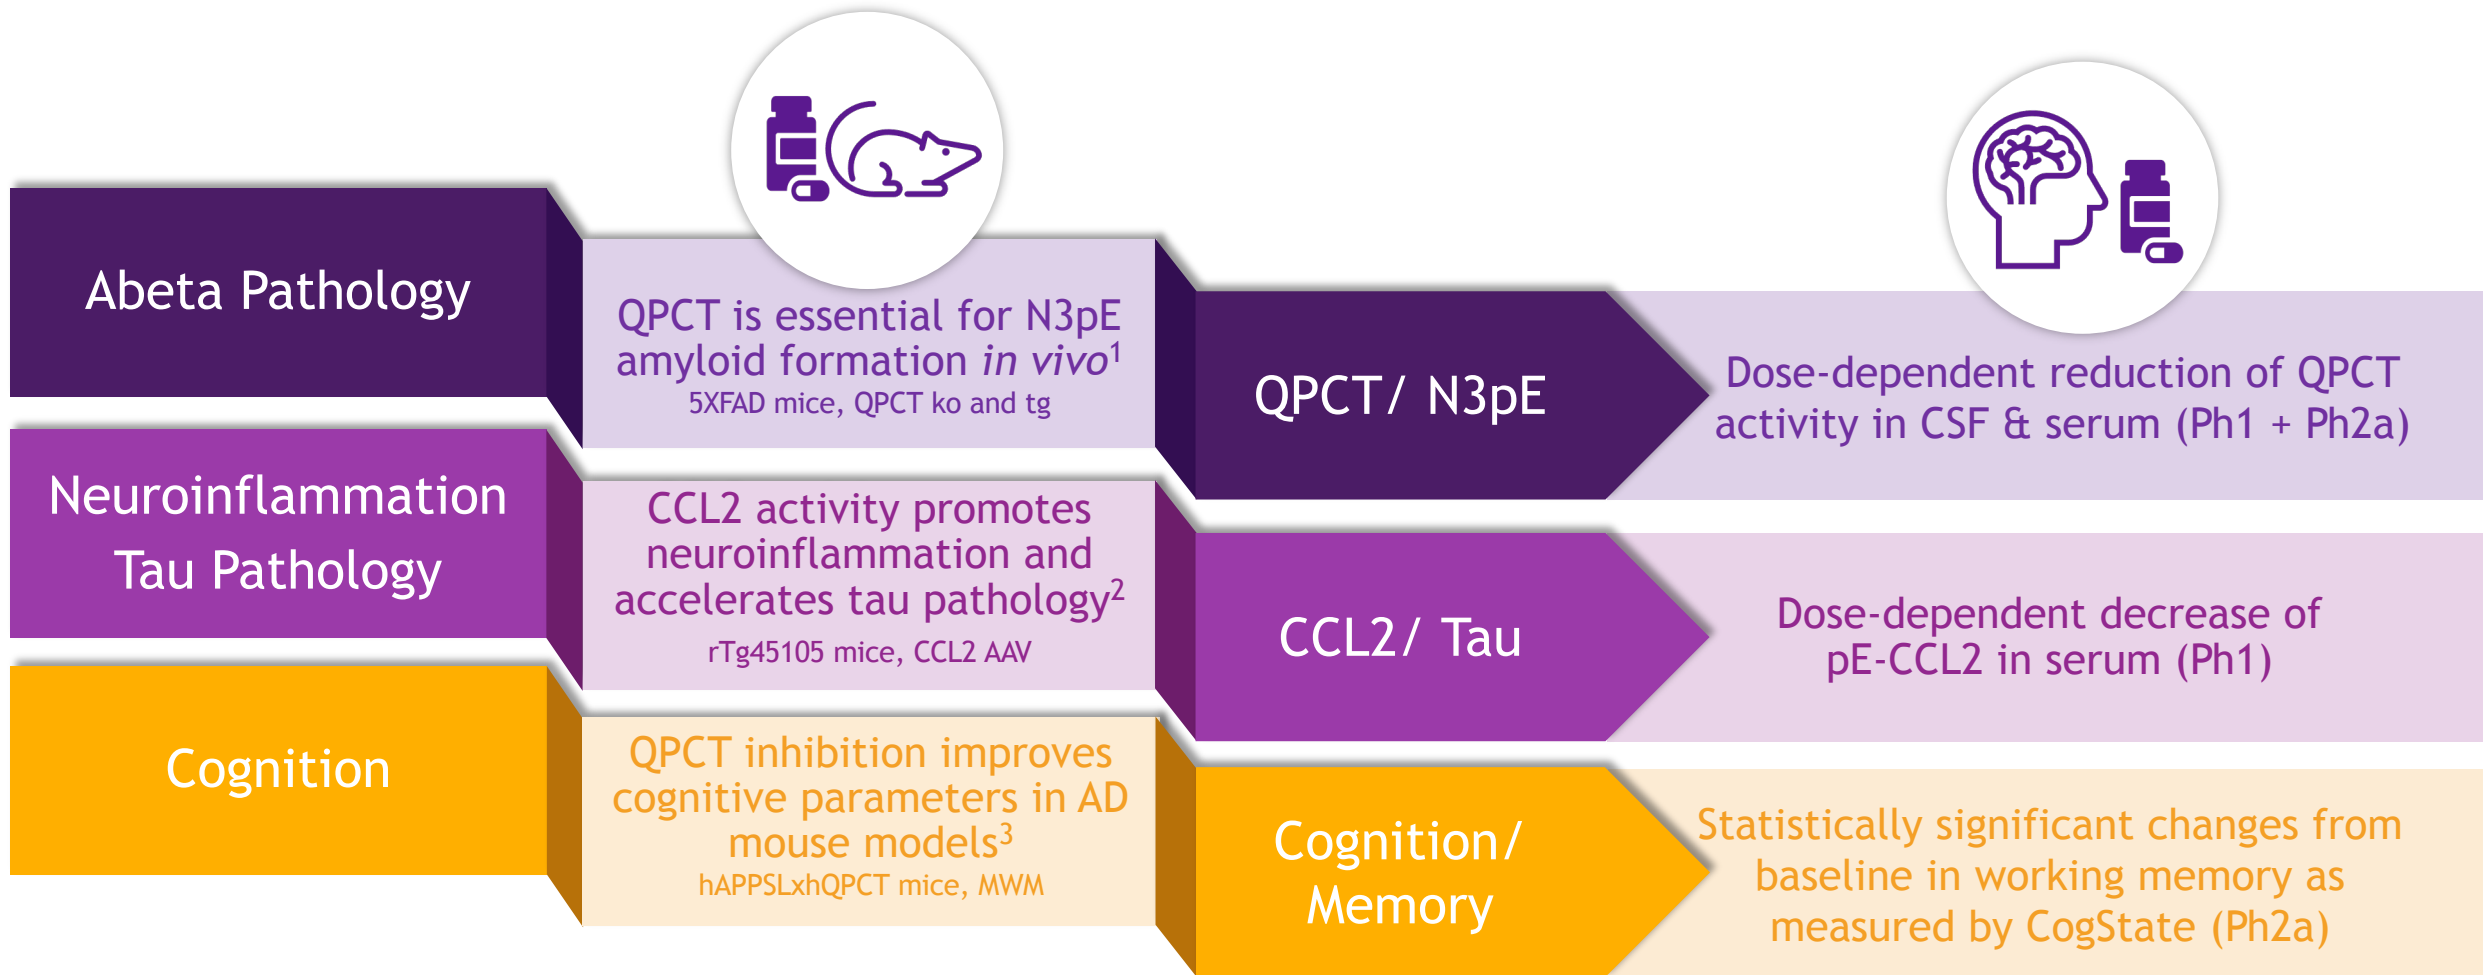 Abeta Pathology
QPCT is essential for N3pE
amyloid formation in vivo1
5XFAD mice, QPCT ko and tg
QPCT/ N3pE
Dose-dependent reduction of QPCT
activity in CSF & serum (Ph1 + Ph2a)
Neuroinflammation
Tau Pathology
CCL2 activity promotes
neuroinflammation and
accelerates tau pathology2
rTg45105 mice, CCL2 AAV
CCL2/ Tau
Dose-dependent decrease of
pE-CCL2 in serum (Ph1)
Cognition
QPCT inhibition improves
cognitive parameters in AD
mouse models3
hAPPSLxhQPCT mice, MWM
Cognition/
Memory
Statistically significant changes from
baseline in working memory as
measured by CogState (Ph2a)